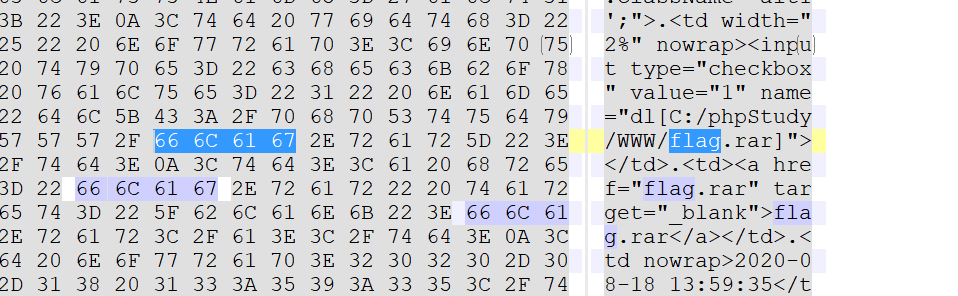 3B 22 3E 0A 3C 74 64 20 77 69 64 74 68 3D 22 ';">.<td width="
25 22 20 6E 6F 77 72 61 70 3E 3C 69 6E 70 (75) 2%" nowrap><inp(u)
20 74 79 70 65 3D 22 63 68 65 63 6B 62 6F 78 t type="checkbox
20 76 61 6C 75 65 3D 22 31 22 20 6E 61 6D 65 " value="1" name
22 64 6C 5B 43 3A 2F 70 68 70 53 74 75 64 79 ="dl[C:/phpStudy
57 57 57 2F 66 6C 61 67 2E 72 61 72 5D 22 3E /WWW/flag.rar]">
2F 74 64 3E 0A 3C 74 64 3E 3C 61 20 68 72 65 </td>.<td><a hre
3D 22 66 6C 61 67 2E 72 61 72 22 20 74 61 72 f="flag.rar" tar
65 74 3D 22 5F 62 6C 61 6E 6B 22 3E 66 6C 61 get="_blank">fla
2E 72 61 72 3C 2F 61 3E 3C 2F 74 64 3E 0A 3C g.rar</a></td>.<
64 20 6E 6F 77 72 61 70 3E 32 30 32 30 2D 30 td nowrap>2020-0
2D 31 38 20 31 33 3A 35 39 3A 33 35 3C 2F 74 8-18 13:59:35</t